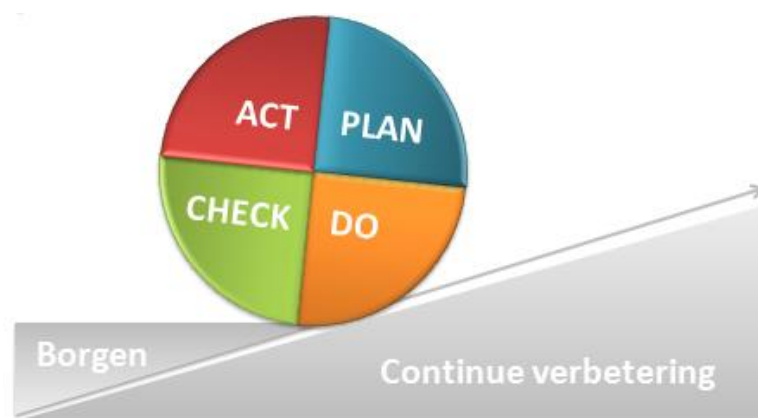 ACT
PLAN
CHECK
DO
Borgen
Continue verbetering